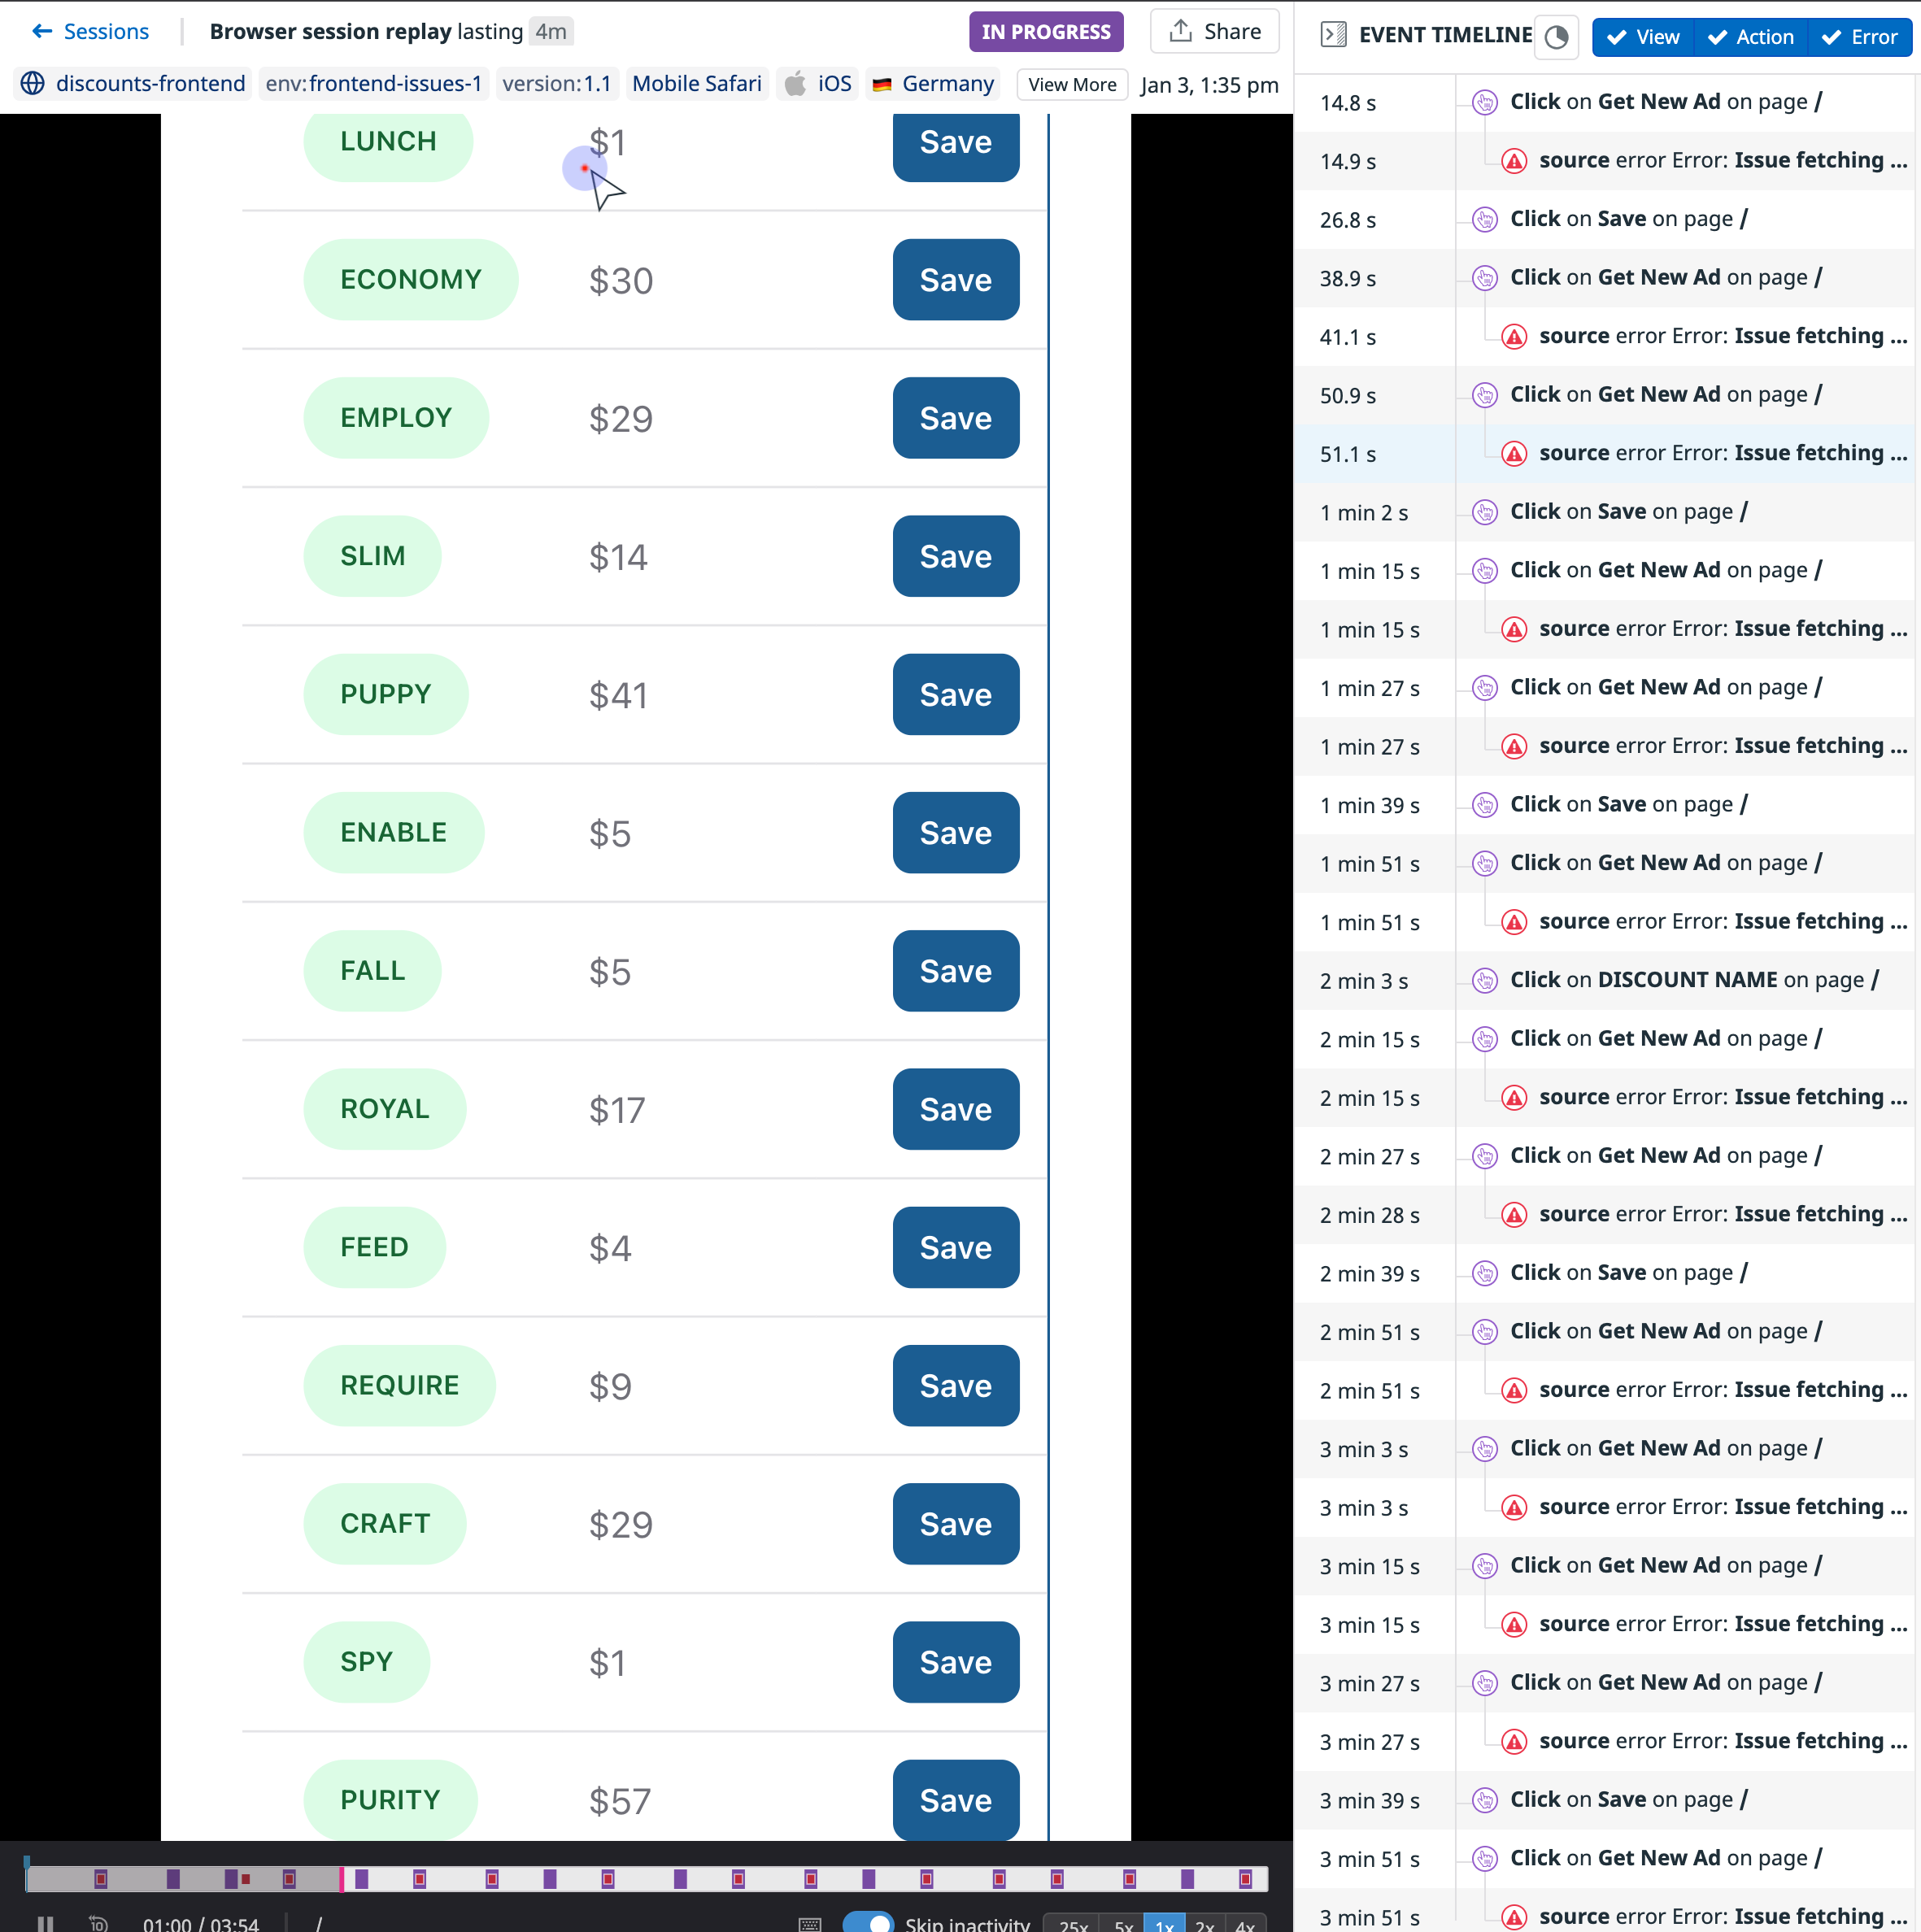 Sessions
Browser session replay lasting 4m
IN PROGRESS
Share
discounts-frontend
env:frontend-issues-1
version:1.1
Mobile Safari
iOS
Germany
View More
Jan 3, 1:35 pm
LUNCH $1 Save
ECONOMY $30 Save
EMPLOY $29 Save
SLIM $14 Save
PUPPY $41 Save
ENABLE $5 Save
FALL $5 Save
ROYAL $17 Save
FEED $4 Save
REQUIRE $9 Save
CRAFT $29 Save
SPY $1 Save
PURITY $57 Save
10 01:00 / 03:54 /
Skip inactivity
.25x 5x 1x 2x 4x
EVENT TIMELINE
View Action Error
14.8 s Click on Get New Ad on page /
14.9 s source error Error: Issue fetching ...
26.8 s Click on Save on page /
38.9 s Click on Get New Ad on page /
41.1 s source error Error: Issue fetching ...
50.9 s Click on Get New Ad on page /
51.1 s source error Error: Issue fetching ...
1 min 2 s Click on Save on page /
1 min 15 s Click on Get New Ad on page /
1 min 15 s source error Error: Issue fetching ...
1 min 27 s Click on Get New Ad on page /
1 min 27 s source error Error: Issue fetching ...
1 min 39 s Click on Save on page /
1 min 51 s Click on Get New Ad on page /
1 min 51 s source error Error: Issue fetching ...
2 min 3 s Click on DISCOUNT NAME on page /
2 min 15 s Click on Get New Ad on page /
2 min 15 s source error Error: Issue fetching ...
2 min 27 s Click on Get New Ad on page /
2 min 28 s source error Error: Issue fetching ...
2 min 39 s Click on Save on page /
2 min 51 s Click on Get New Ad on page /
2 min 51 s source error Error: Issue fetching ...
3 min 3 s Click on Get New Ad on page /
3 min 3 s source error Error: Issue fetching ...
3 min 15 s Click on Get New Ad on page /
3 min 15 s source error Error: Issue fetching ...
3 min 27 s Click on Get New Ad on page /
3 min 27 s source error Error: Issue fetching ...
3 min 39 s Click on Save on page /
3 min 51 s Click on Get New Ad on page /
3 min 51 s source error Error: Issue fetching ...